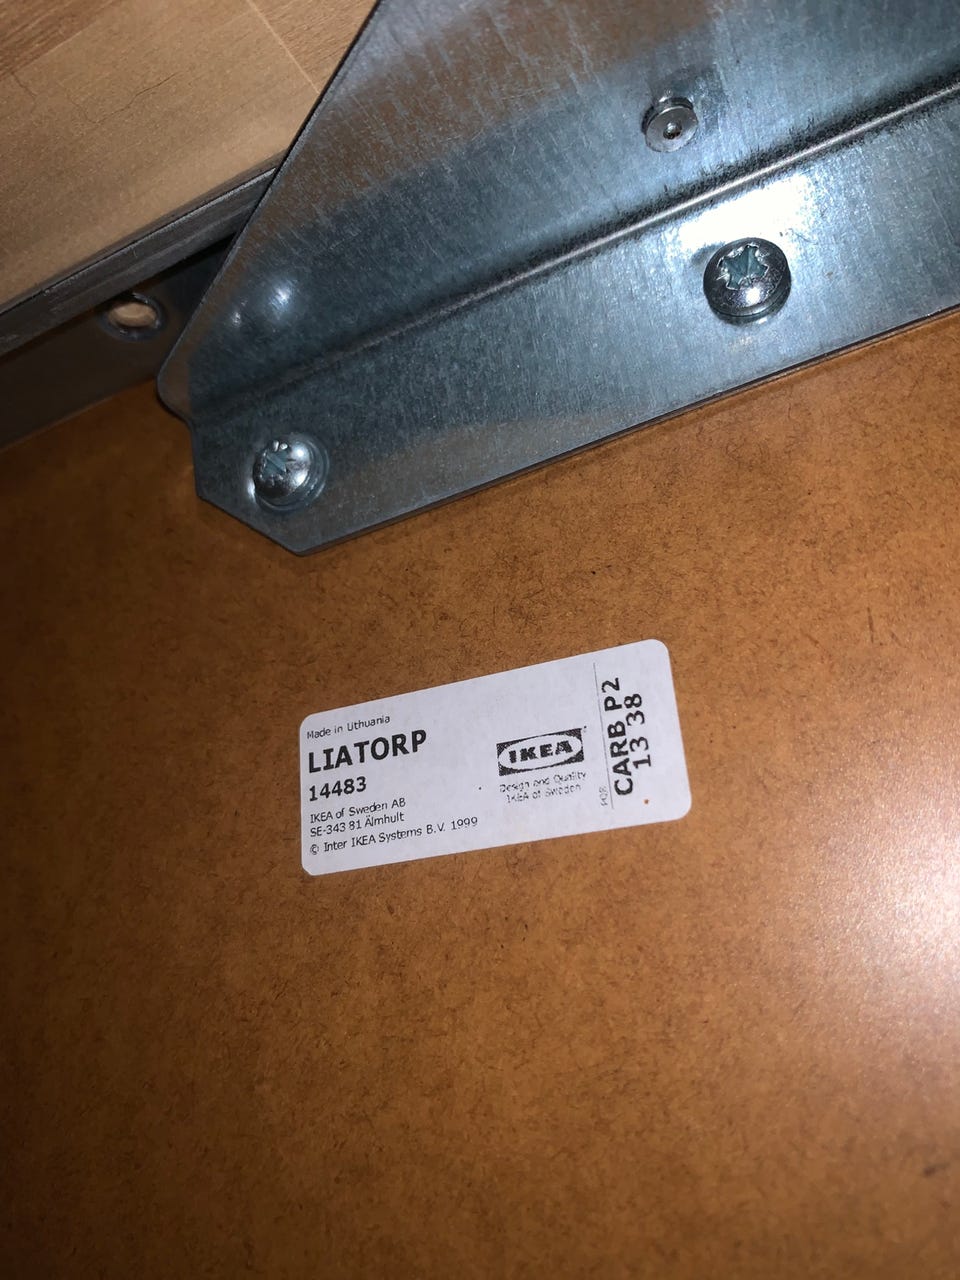 Made in Lithuania
LIATORP
14483
IKEA of Sweden AB
SE-343 81 Älmhult
© Inter IKEA Systems B.V. 1999
IKEA
Design and Quality
IKEA of Sweden
CARB P2
13 38